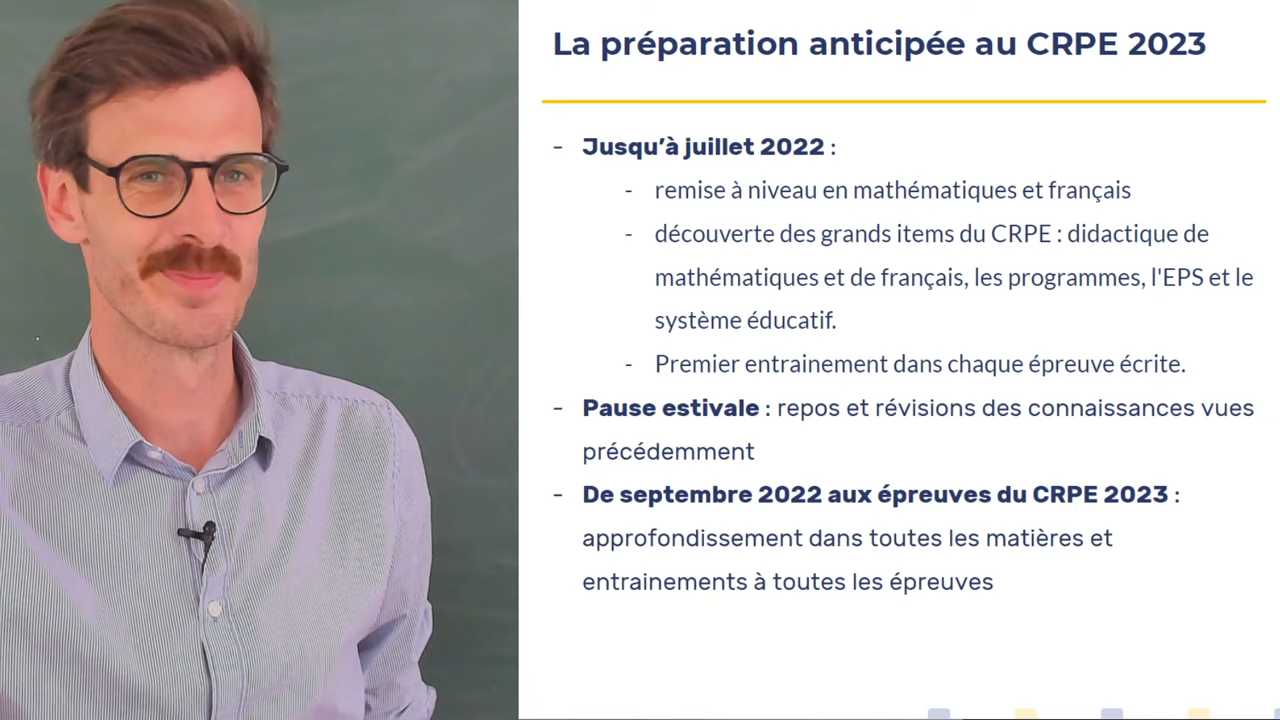 La préparation anticipée au CRPE 2023
- Jusqu’à juillet 2022 :
- remise à niveau en mathématiques et français
- découverte des grands items du CRPE : didactique de
mathématiques et de français, les programmes, l'EPS et le
système éducatif.
- Premier entrainement dans chaque épreuve écrite.
- Pause estivale : repos et révisions des connaissances vues
précédemment
- De septembre 2022 aux épreuves du CRPE 2023 :
approfondissement dans toutes les matières et
entrainements à toutes les épreuves